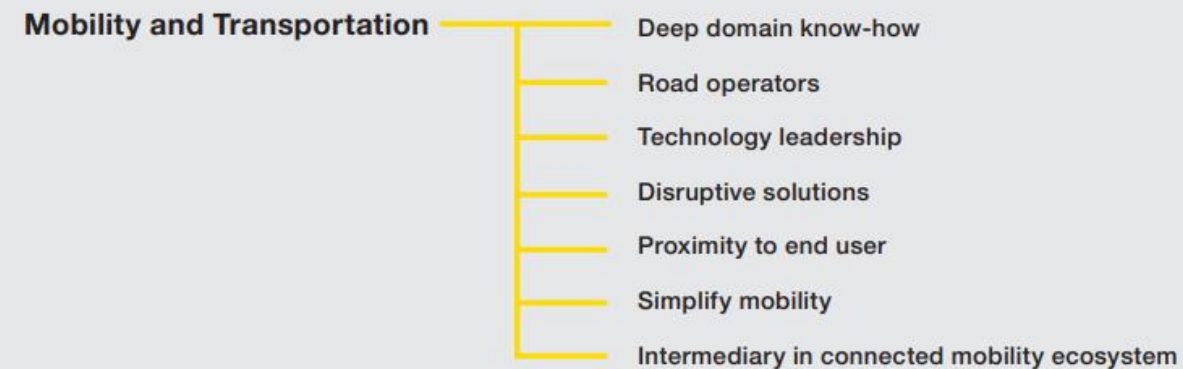 Mobility and Transportation
Deep domain know-how
Road operators
Technology leadership
Disruptive solutions
Proximity to end user
Simplify mobility
Intermediary in connected mobility ecosystem